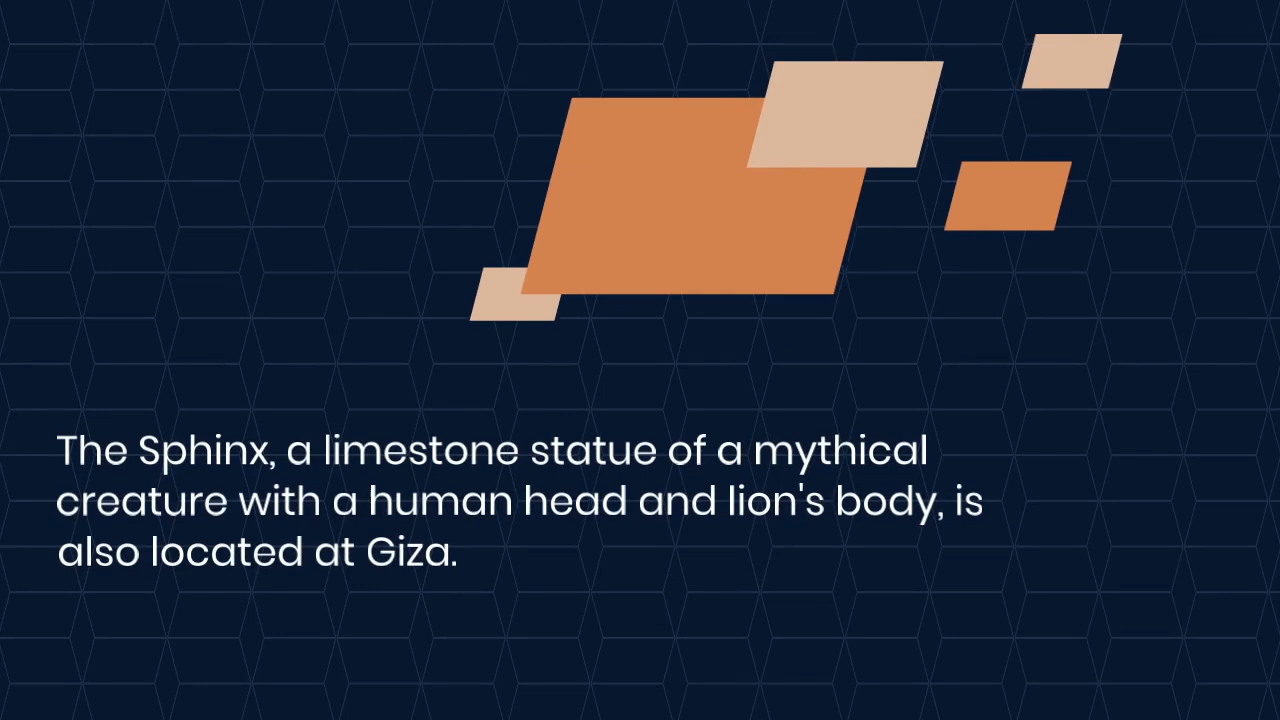 The Sphinx, a limestone statue of a mythical
creature with a human head and lion's body, is
also located at Giza.